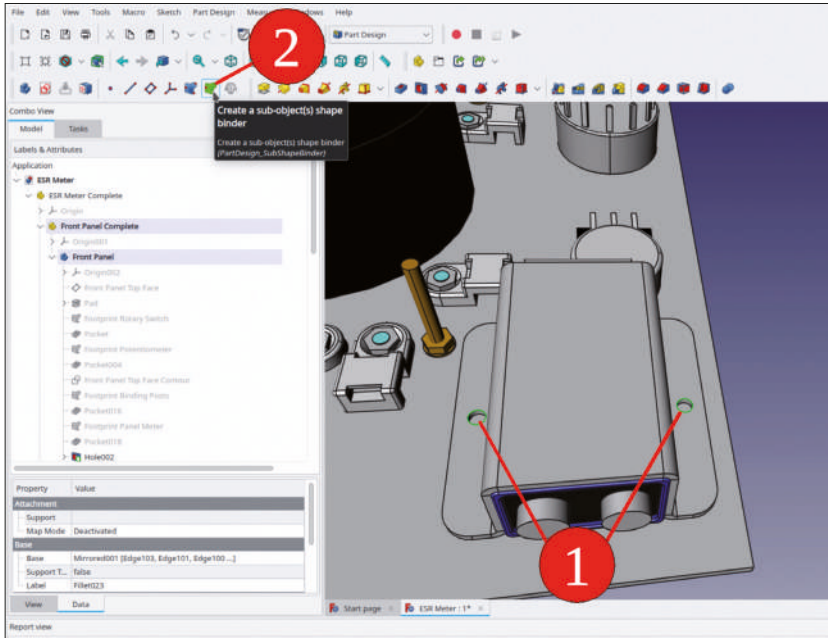 File Edit View Tools Macro Sketch Part Design Windows Help
Part Design
2
Create a sub-object(s) shape
binder
Create a sub-object(s) shape binder
(PartDesign_SubShapeBinder)
Combo View
Model Tasks
Labels & Attributes
Application
ESR Meter
ESR Meter Complete
Origin
Front Panel Complete
Origin001
Front Panel
Origin002
Front Panel Top Face
Pad
Footprint Rotary Switch
Pocket
Footprint Potentiometer
Pocket004
Front Panel Top Face Contour
Footprint Binding Posts
Pocket016
Footprint Panel Meter
Pocket018
Hole002
1
Property Value
Attachment
Support
Map Mode Deactivated
Base
Base Mirrored001 [Edge103, Edge101, Edge100 ...]
Support T... false
Label Fillet023
View Data
Start page ESR Meter : 1*
Report view